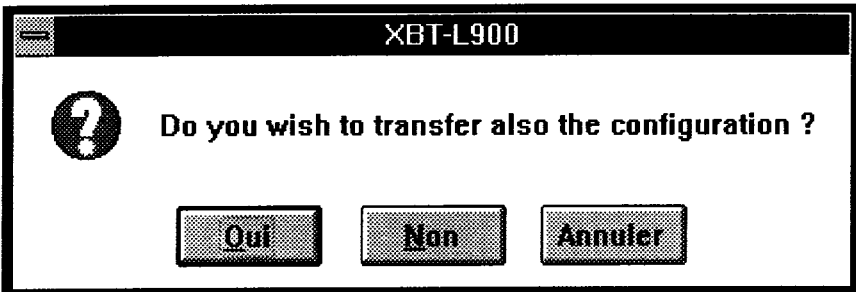 XBT-L900
Do you wish to transfer also the configuration ?
Oui Non Annuler